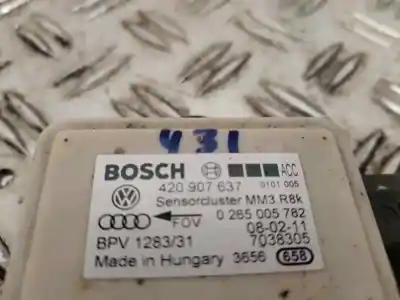 431
BOSCH ACC
420 907 637 0101 005
Sensorcluster MM3 R8k
FOV 0 265 005 782
08-02-11
BPV 1283/31 7038305
Made in Hungary 3656 658